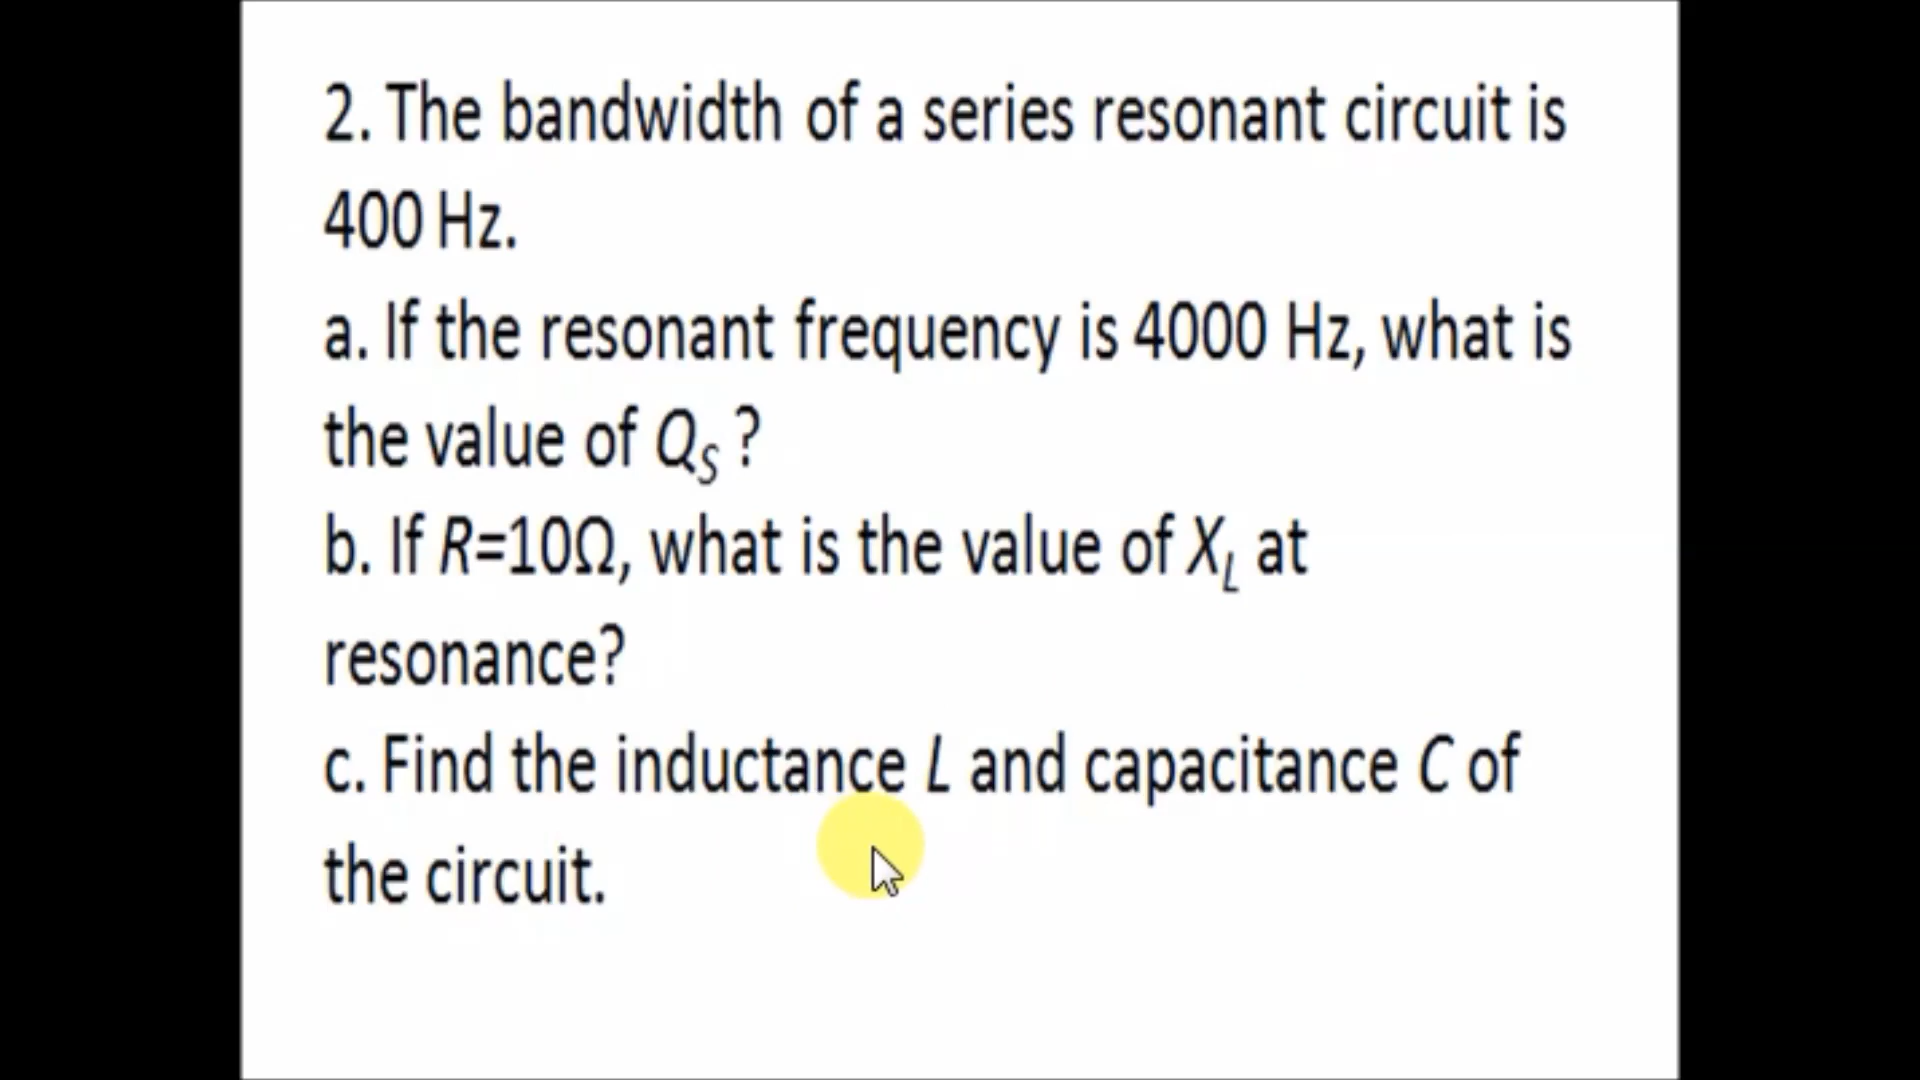 2. The bandwidth of a series resonant circuit is
400 Hz.
a. If the resonant frequency is 4000 Hz, what is
the value of Qₛ ?
b. If R=10Ω, what is the value of X_L at
resonance?
c. Find the inductance L and capacitance C of
the circuit.